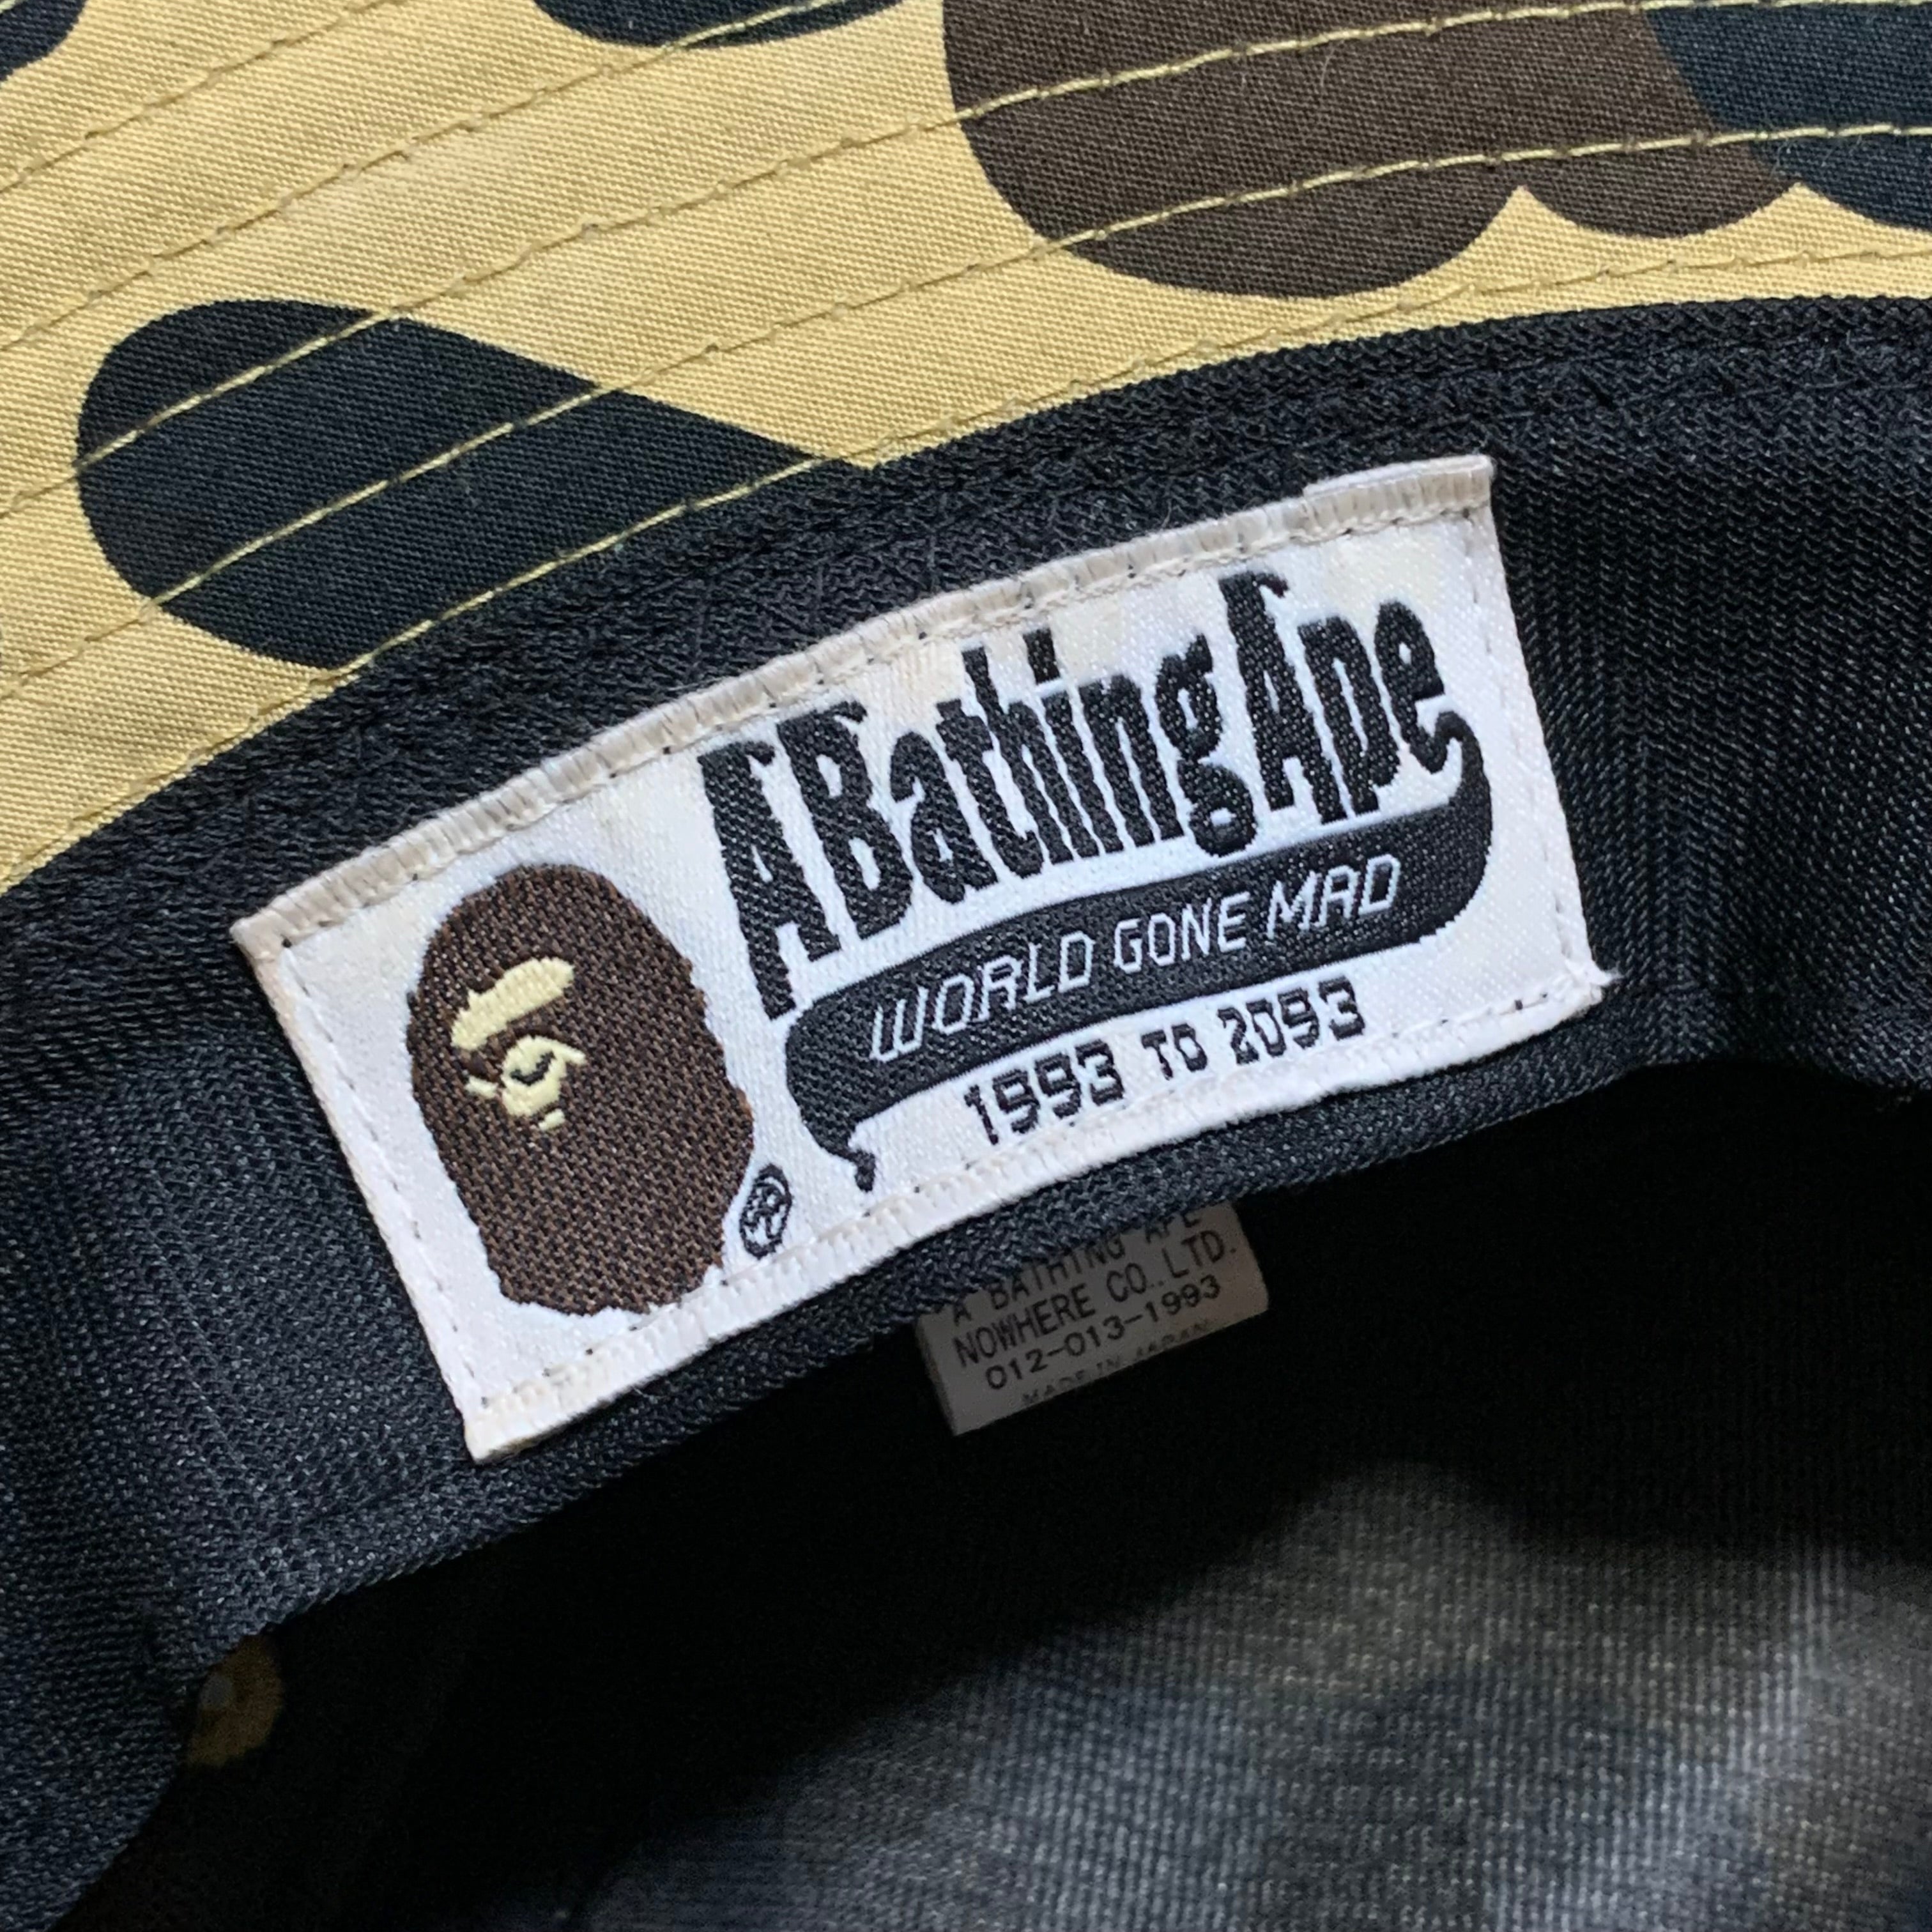 A Bathing Ape
WORLD GONE MAD
1993 TO 2093
®
A BATHING APE
NOWHERE CO.,LTD.
012-013-1993
MADE IN JAPAN